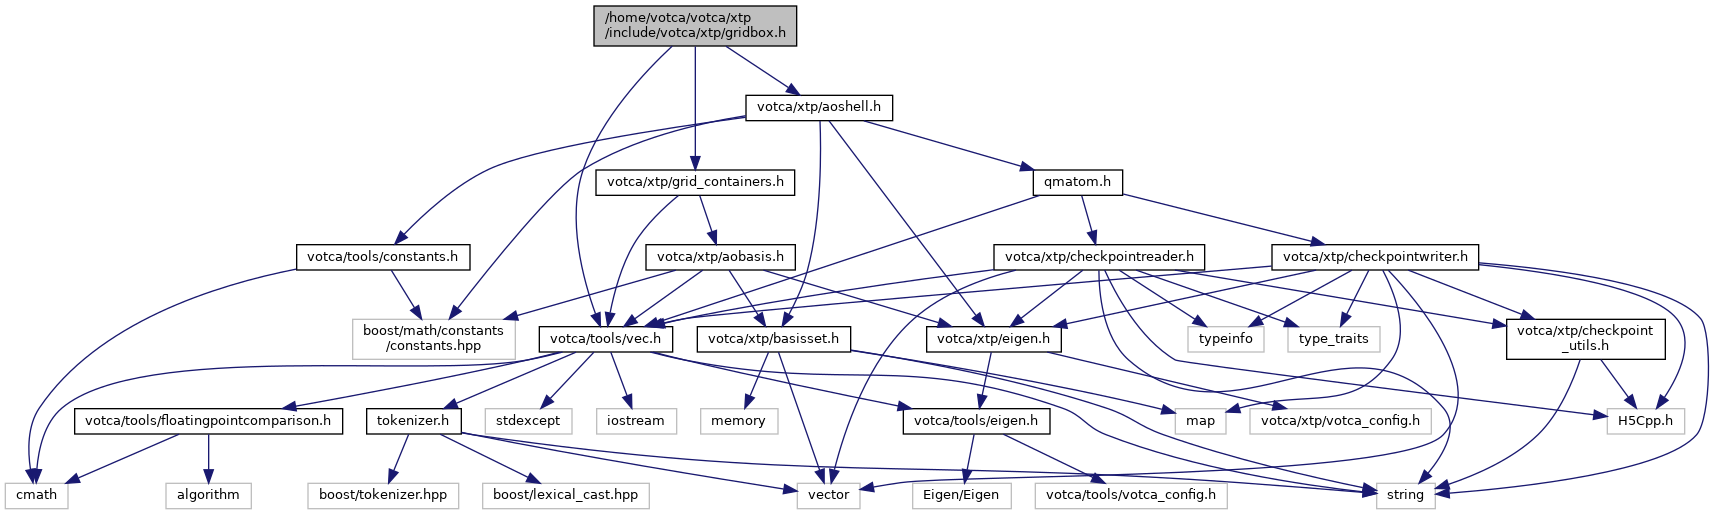 /home/votca/votca/xtp
/include/votca/xtp/gridbox.h
votca/xtp/aoshell.h
votca/xtp/grid_containers.h
qmatom.h
votca/tools/constants.h
votca/xtp/aobasis.h
votca/xtp/checkpointreader.h
votca/xtp/checkpointwriter.h
boost/math/constants
/constants.hpp
votca/tools/vec.h
votca/xtp/basisset.h
votca/xtp/eigen.h
typeinfo
type_traits
votca/xtp/checkpoint
_utils.h
votca/tools/floatingpointcomparison.h
tokenizer.h
stdexcept
iostream
memory
votca/tools/eigen.h
map
votca/xtp/votca_config.h
H5Cpp.h
cmath
algorithm
boost/tokenizer.hpp
boost/lexical_cast.hpp
vector
Eigen/Eigen
votca/tools/votca_config.h
string